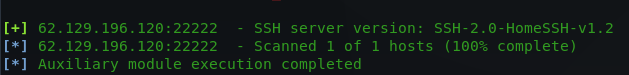 [+] 62.129.196.120:22222 - SSH server version: SSH-2.0-HomeSSH-v1.2
[*] 62.129.196.120:22222 - Scanned 1 of 1 hosts (100% complete)
[*] Auxiliary module execution completed